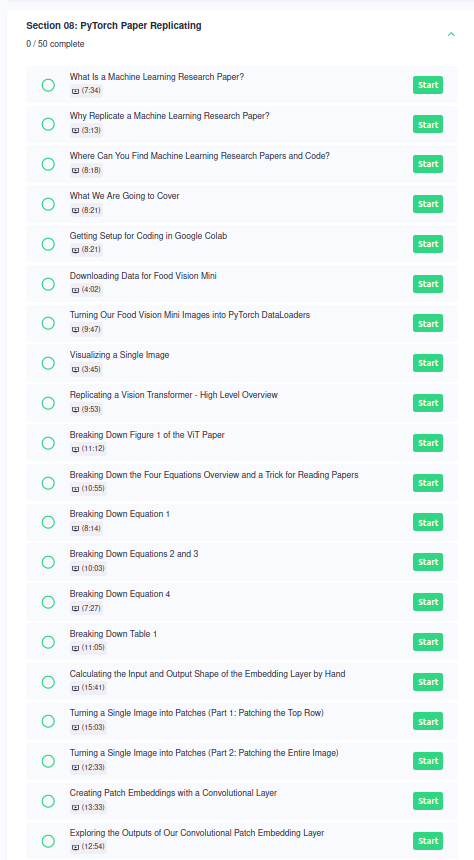 Section 08: PyTorch Paper Replicating
0 / 50 complete
What Is a Machine Learning Research Paper?
(7:34)
Start
Why Replicate a Machine Learning Research Paper?
(3:13)
Start
Where Can You Find Machine Learning Research Papers and Code?
(8:18)
Start
What We Are Going to Cover
(8:21)
Start
Getting Setup for Coding in Google Colab
(8:21)
Start
Downloading Data for Food Vision Mini
(4:02)
Start
Turning Our Food Vision Mini Images into PyTorch DataLoaders
(9:47)
Start
Visualizing a Single Image
(3:45)
Start
Replicating a Vision Transformer - High Level Overview
(9:53)
Start
Breaking Down Figure 1 of the ViT Paper
(11:12)
Start
Breaking Down the Four Equations Overview and a Trick for Reading Papers
(10:55)
Start
Breaking Down Equation 1
(8:14)
Start
Breaking Down Equations 2 and 3
(10:03)
Start
Breaking Down Equation 4
(7:27)
Start
Breaking Down Table 1
(11:05)
Start
Calculating the Input and Output Shape of the Embedding Layer by Hand
(15:41)
Start
Turning a Single Image into Patches (Part 1: Patching the Top Row)
(15:03)
Start
Turning a Single Image into Patches (Part 2: Patching the Entire Image)
(12:33)
Start
Creating Patch Embeddings with a Convolutional Layer
(13:33)
Start
Exploring the Outputs of Our Convolutional Patch Embedding Layer
(12:54)
Start